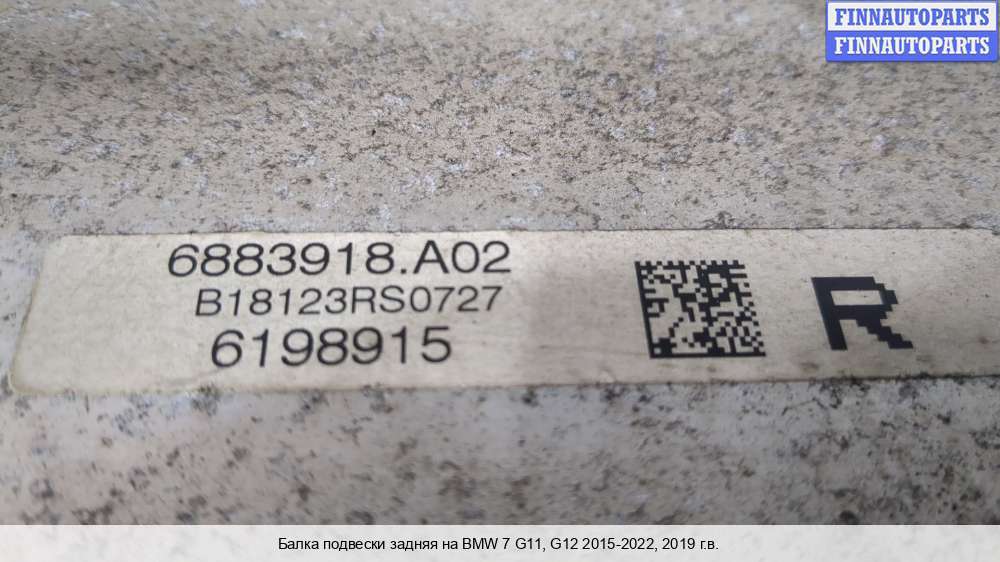 FINNAUTOPARTS
FINNAUTOPARTS
6883918.A02
B18123RS0727
6198915
R
Балка подвески задняя на BMW 7 G11, G12 2015-2022, 2019 г.в.